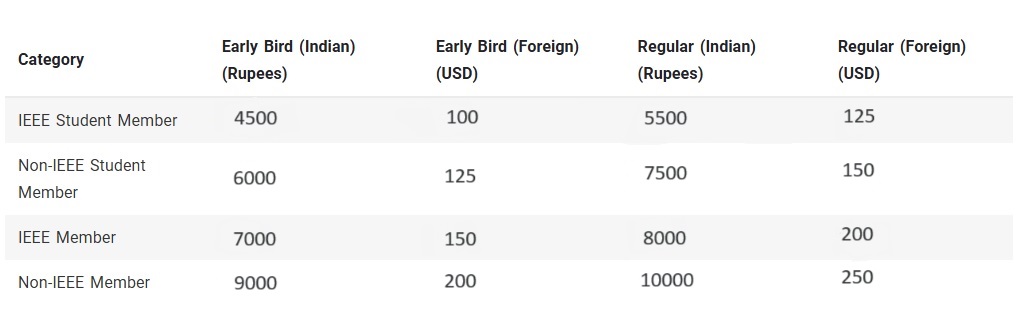 Category Early Bird (Indian) (Rupees) Early Bird (Foreign) (USD) Regular (Indian) (Rupees) Regular (Foreign) (USD)
IEEE Student Member 4500 100 5500 125
Non-IEEE Student Member 6000 125 7500 150
IEEE Member 7000 150 8000 200
Non-IEEE Member 9000 200 10000 250